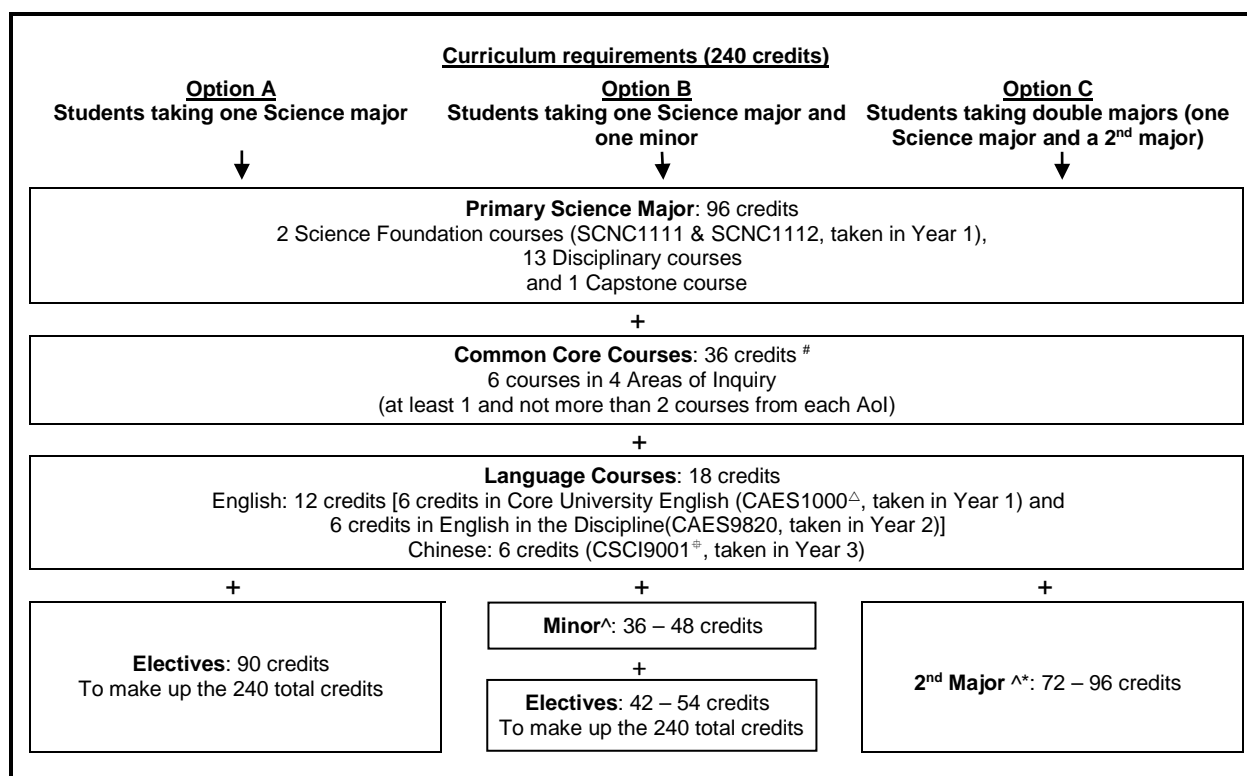 Curriculum requirements (240 credits)
Option A
Students taking one Science major
Option B
Students taking one Science major and
one minor
Option C
Students taking double majors (one
Science major and a 2nd major)
Primary Science Major: 96 credits
2 Science Foundation courses (SCNC1111 & SCNC1112, taken in Year 1),
13 Disciplinary courses
and 1 Capstone course
+
Common Core Courses: 36 credits #
6 courses in 4 Areas of Inquiry
(at least 1 and not more than 2 courses from each AoI)
+
Language Courses: 18 credits
English: 12 credits [6 credits in Core University English (CAES1000△, taken in Year 1) and
6 credits in English in the Discipline(CAES9820, taken in Year 2)]
Chinese: 6 credits (CSCI9001⌖, taken in Year 3)
+ + +
Electives: 90 credits
To make up the 240 total credits
Minor^: 36 – 48 credits
+
Electives: 42 – 54 credits
To make up the 240 total credits
2nd Major ^*: 72 – 96 credits